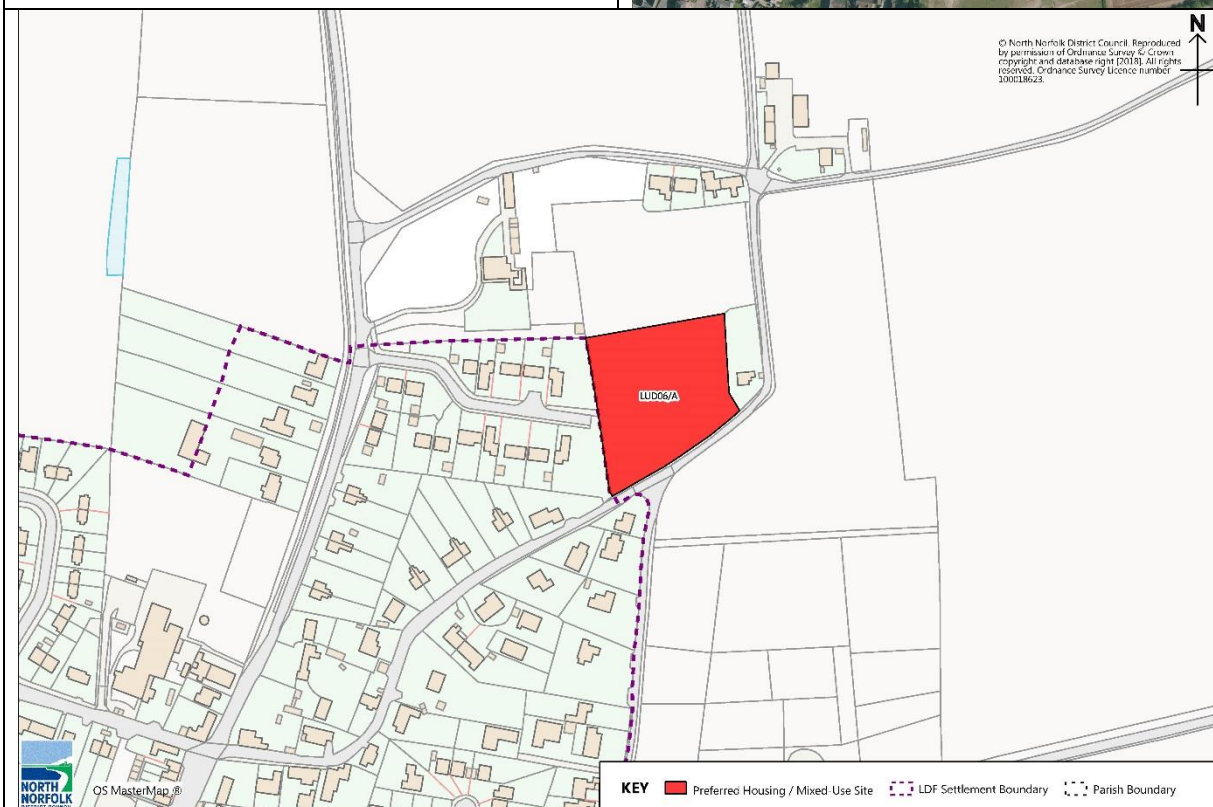 N
© North Norfolk District Council. Reproduced
by permission of Ordnance Survey © Crown
copyright and database right [2018]. All rights
reserved. Ordnance Survey Licence number
100018623.
LUD06/A
NORTH
NORFOLK
DISTRICT COUNCIL
OS MasterMap ®
KEY Preferred Housing / Mixed-Use Site LDF Settlement Boundary Parish Boundary